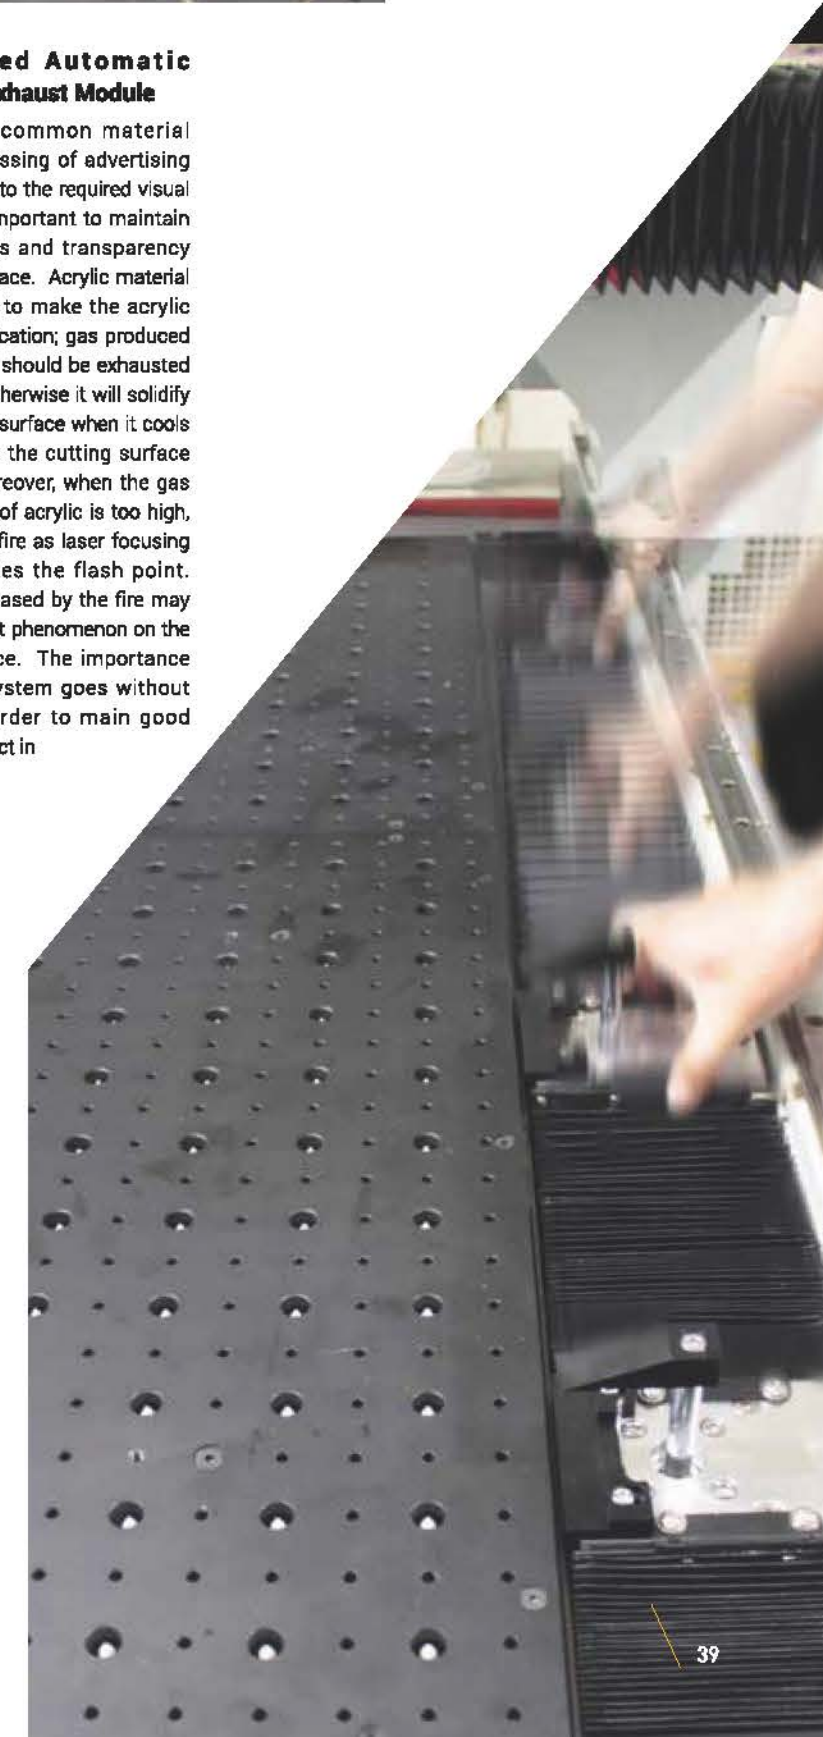 ed Automatic
xhaust Module
common material
ssing of advertising
to the required visual
nportant to maintain
s and transparency
ace. Acrylic material
to make the acrylic
cation; gas produced
should be exhausted
herwise it will solidify
surface when it cools
the cutting surface
reover, when the gas
of acrylic is too high,
fire as laser focusing
es the flash point.
ased by the fire may
t phenomenon on the
ce. The importance
ystem goes without
rder to main good
ct in
39